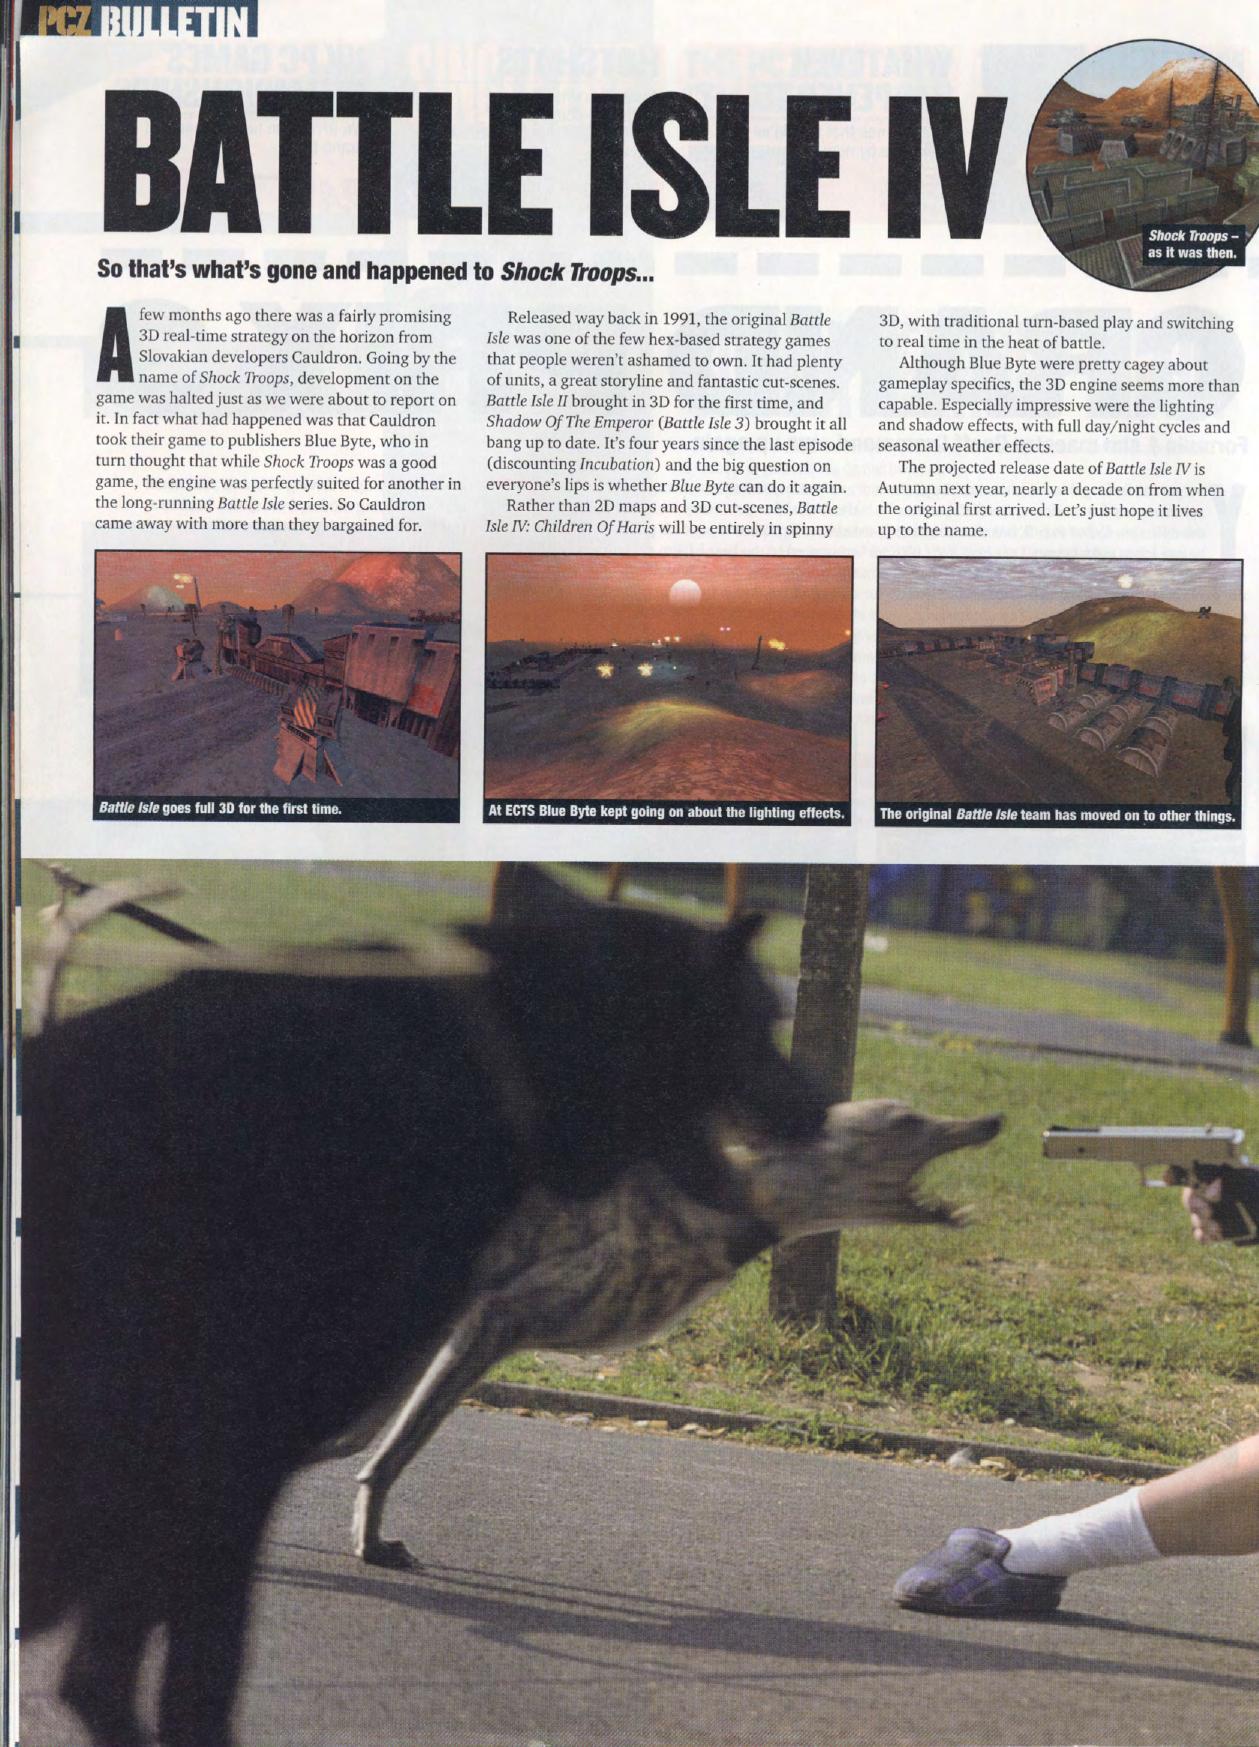 PCZ BULLETIN
BATTLE ISLE IV
Shock Troops –
as it was then.
So that's what's gone and happened to Shock Troops...
A few months ago there was a fairly promising
3D real-time strategy on the horizon from
Slovakian developers Cauldron. Going by the
name of Shock Troops, development on the
game was halted just as we were about to report on
it. In fact what had happened was that Cauldron
took their game to publishers Blue Byte, who in
turn thought that while Shock Troops was a good
game, the engine was perfectly suited for another in
the long-running Battle Isle series. So Cauldron
came away with more than they bargained for.
Released way back in 1991, the original Battle
Isle was one of the few hex-based strategy games
that people weren't ashamed to own. It had plenty
of units, a great storyline and fantastic cut-scenes.
Battle Isle II brought in 3D for the first time, and
Shadow Of The Emperor (Battle Isle 3) brought it all
bang up to date. It's four years since the last episode
(discounting Incubation) and the big question on
everyone's lips is whether Blue Byte can do it again.
Rather than 2D maps and 3D cut-scenes, Battle
Isle IV: Children Of Haris will be entirely in spinny
3D, with traditional turn-based play and switching
to real time in the heat of battle.
Although Blue Byte were pretty cagey about
gameplay specifics, the 3D engine seems more than
capable. Especially impressive were the lighting
and shadow effects, with full day/night cycles and
seasonal weather effects.
The projected release date of Battle Isle IV is
Autumn next year, nearly a decade on from when
the original first arrived. Let's just hope it lives
up to the name.
Battle Isle goes full 3D for the first time.
At ECTS Blue Byte kept going on about the lighting effects.
The original Battle Isle team has moved on to other things.